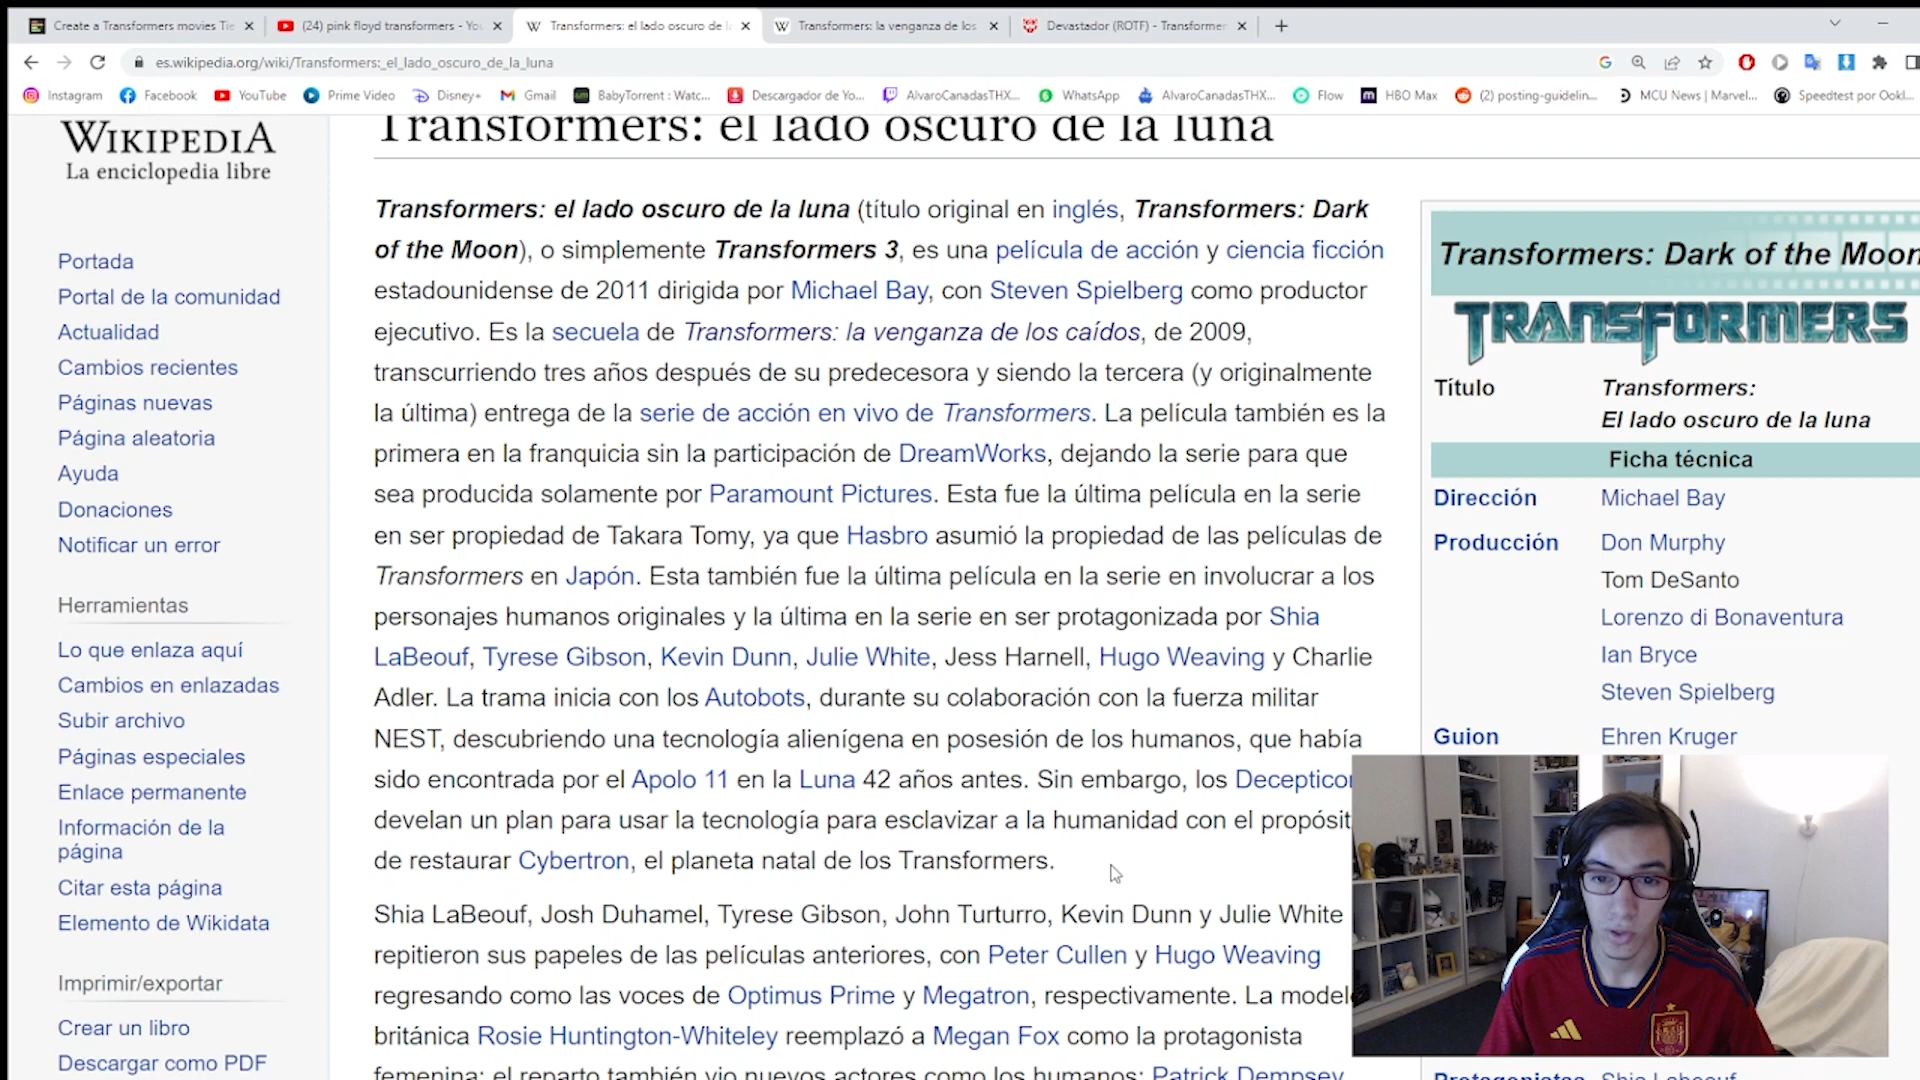 Create a Transformers movies Tie
(24) pink floyd transformers - Yo
Transformers: el lado oscuro de l
Transformers: la venganza de los
Devastador (ROTF) - Transformer
es.wikipedia.org/wiki/Transformers:_el_lado_oscuro_de_la_luna
Instagram
Facebook
YouTube
Prime Video
Disney+
Gmail
BabyTorrent : Watc...
Descargador de Yo...
AlvaroCanadasTHX...
WhatsApp
AlvaroCanadasTHX...
Flow
HBO Max
(2) posting-guidelin...
MCU News | Marvel...
Speedtest por Ookl...
WIKIPEDIA
La enciclopedia libre
Portada
Portal de la comunidad
Actualidad
Cambios recientes
Páginas nuevas
Página aleatoria
Ayuda
Donaciones
Notificar un error
Herramientas
Lo que enlaza aquí
Cambios en enlazadas
Subir archivo
Páginas especiales
Enlace permanente
Información de la
página
Citar esta página
Elemento de Wikidata
Imprimir/exportar
Crear un libro
Descargar como PDF
Transformers: el lado oscuro de la luna
Transformers: el lado oscuro de la luna (título original en inglés, Transformers: Dark
of the Moon), o simplemente Transformers 3, es una película de acción y ciencia ficción
estadounidense de 2011 dirigida por Michael Bay, con Steven Spielberg como productor
ejecutivo. Es la secuela de Transformers: la venganza de los caídos, de 2009,
transcurriendo tres años después de su predecesora y siendo la tercera (y originalmente
la última) entrega de la serie de acción en vivo de Transformers. La película también es la
primera en la franquicia sin la participación de DreamWorks, dejando la serie para que
sea producida solamente por Paramount Pictures. Esta fue la última película en la serie
en ser propiedad de Takara Tomy, ya que Hasbro asumió la propiedad de las películas de
Transformers en Japón. Esta también fue la última película en la serie en involucrar a los
personajes humanos originales y la última en la serie en ser protagonizada por Shia
LaBeouf, Tyrese Gibson, Kevin Dunn, Julie White, Jess Harnell, Hugo Weaving y Charlie
Adler. La trama inicia con los Autobots, durante su colaboración con la fuerza militar
NEST, descubriendo una tecnología alienígena en posesión de los humanos, que había
sido encontrada por el Apolo 11 en la Luna 42 años antes. Sin embargo, los Decepticon
develan un plan para usar la tecnología para esclavizar a la humanidad con el propósit
de restaurar Cybertron, el planeta natal de los Transformers.
Shia LaBeouf, Josh Duhamel, Tyrese Gibson, John Turturro, Kevin Dunn y Julie White
repitieron sus papeles de las películas anteriores, con Peter Cullen y Hugo Weaving
regresando como las voces de Optimus Prime y Megatron, respectivamente. La model
británica Rosie Huntington-Whiteley reemplazó a Megan Fox como la protagonista
femenina; el reparto también vio nuevos actores como los humanos: Patrick Dempsey
Transformers: Dark of the Moon
TRANSFORMERS
Título
Transformers:
El lado oscuro de la luna
Ficha técnica
Dirección
Michael Bay
Producción
Don Murphy
Tom DeSanto
Lorenzo di Bonaventura
Ian Bryce
Steven Spielberg
Guion
Ehren Kruger
Protagonistas
Shia Labeouf